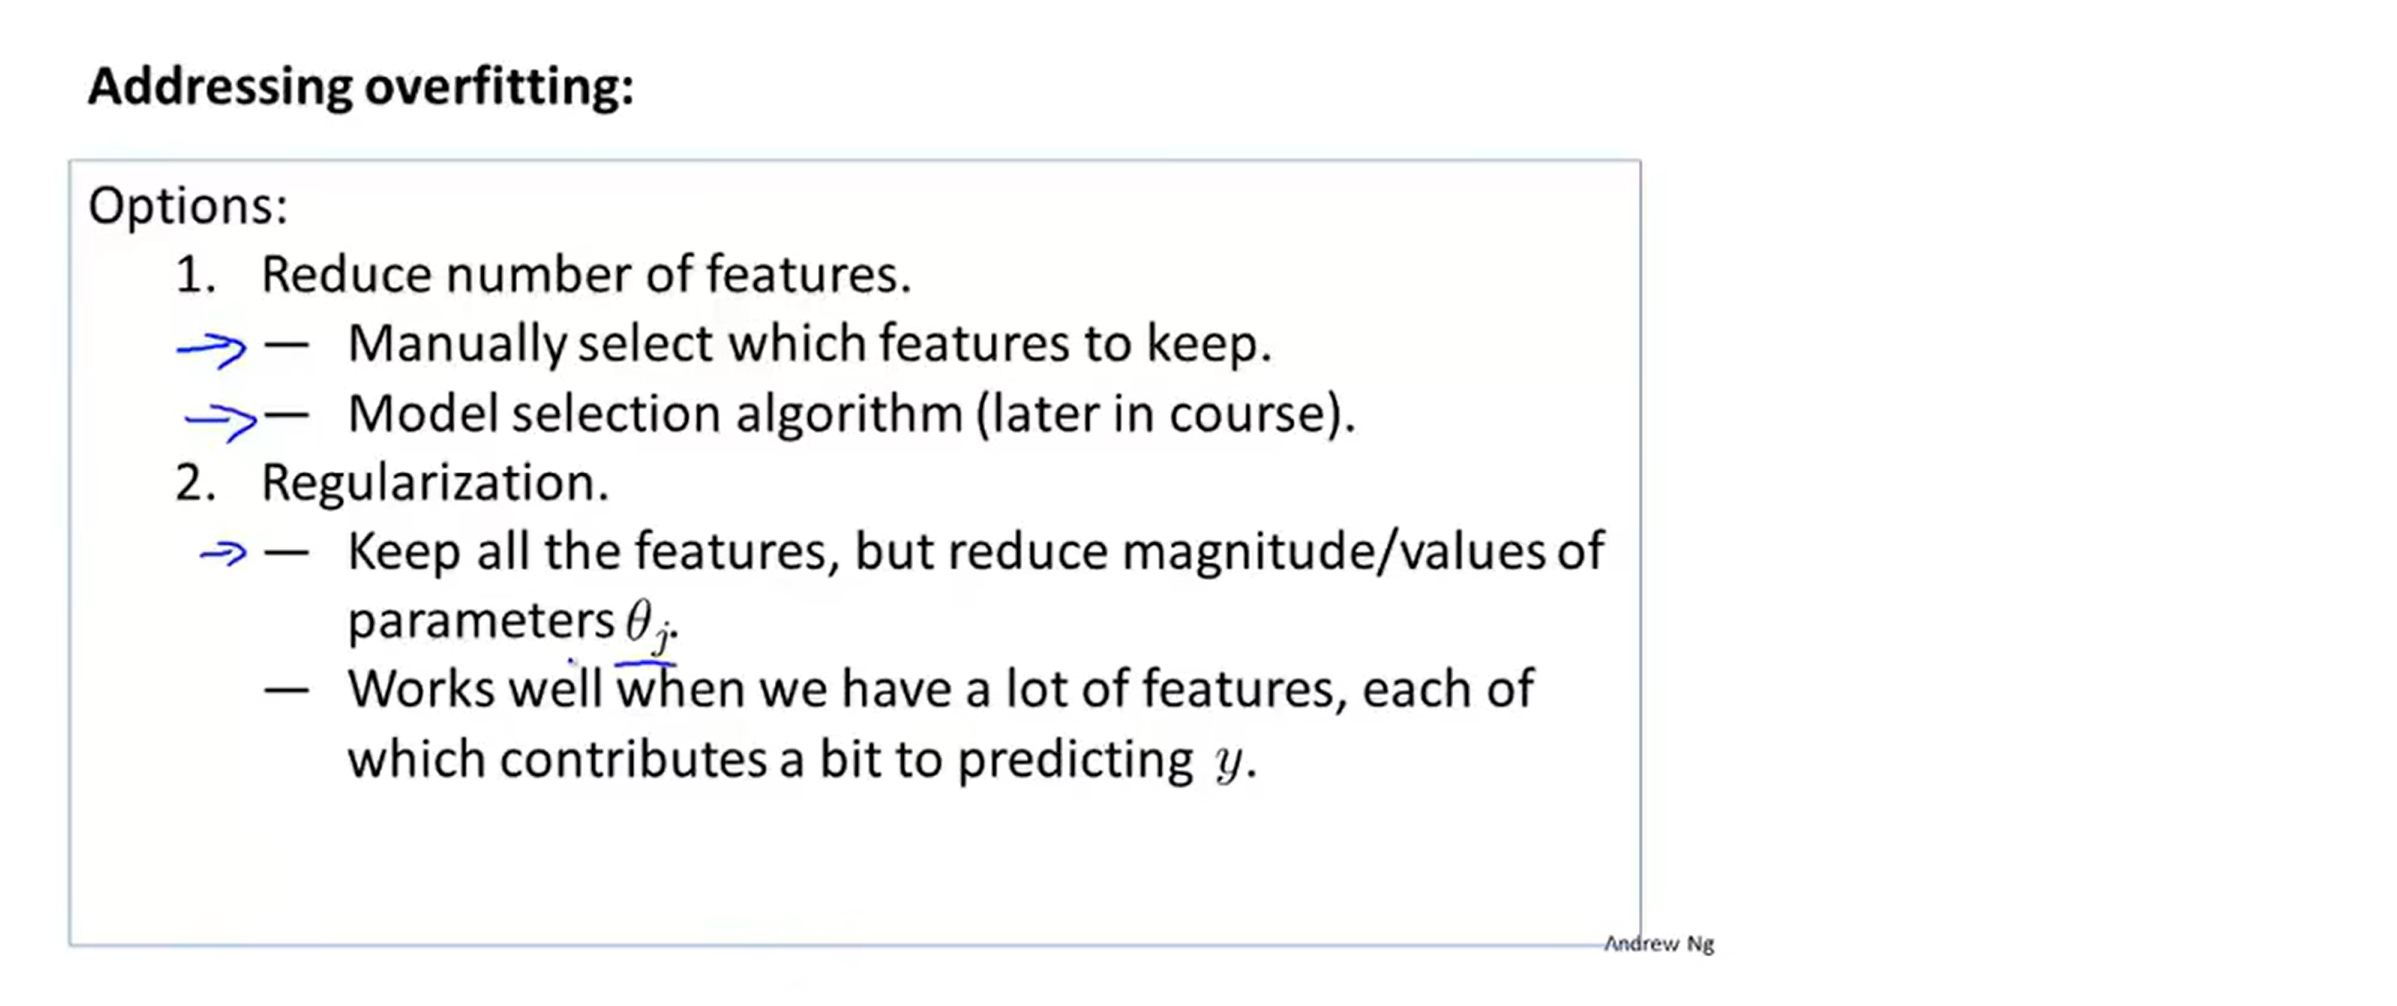 Addressing overfitting:
Options:
1. Reduce number of features.
— Manually select which features to keep.
— Model selection algorithm (later in course).
2. Regularization.
— Keep all the features, but reduce magnitude/values of
parameters θⱼ.
— Works well when we have a lot of features, each of
which contributes a bit to predicting y.
Andrew Ng